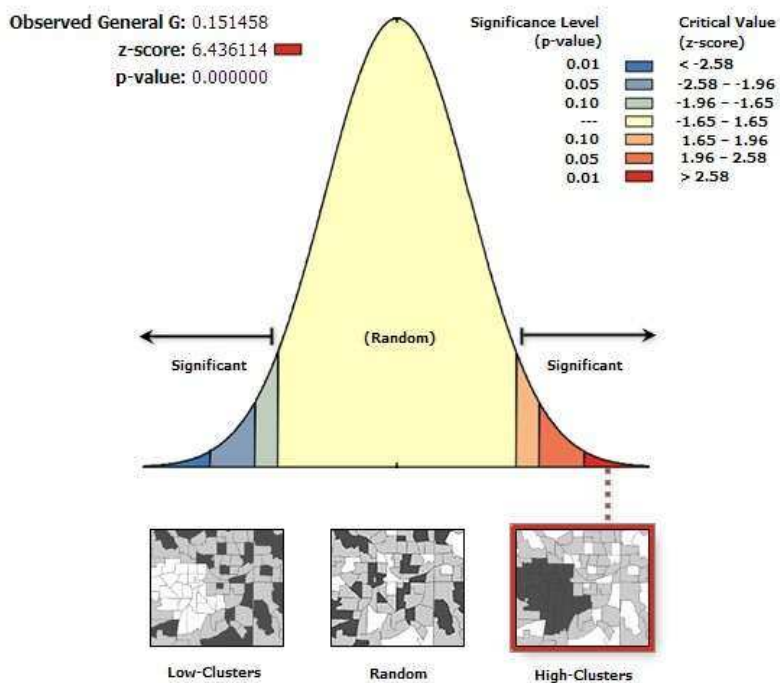 Observed General G: 0.151458
z-score: 6.436114
p-value: 0.000000
Significance Level
(p-value)
Critical Value
(z-score)
0.01 < -2.58
0.05 -2.58 – -1.96
0.10 -1.96 – -1.65
--- -1.65 – 1.65
0.10 1.65 – 1.96
0.05 1.96 – 2.58
0.01 > 2.58
(Random)
Significant
Significant
Low-Clusters
Random
High-Clusters